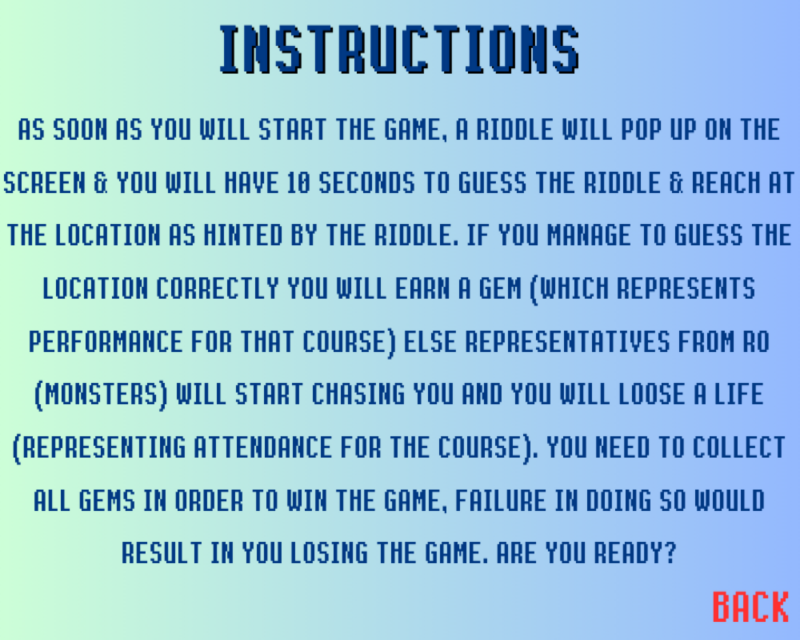 INSTRUCTIONS
AS SOON AS YOU WILL START THE GAME, A RIDDLE WILL POP UP ON THE
SCREEN & YOU WILL HAVE 10 SECONDS TO GUESS THE RIDDLE & REACH AT
THE LOCATION AS HINTED BY THE RIDDLE. IF YOU MANAGE TO GUESS THE
LOCATION CORRECTLY YOU WILL EARN A GEM (WHICH REPRESENTS
PERFORMANCE FOR THAT COURSE) ELSE REPRESENTATIVES FROM RO
(MONSTERS) WILL START CHASING YOU AND YOU WILL LOOSE A LIFE
(REPRESENTING ATTENDANCE FOR THE COURSE). YOU NEED TO COLLECT
ALL GEMS IN ORDER TO WIN THE GAME, FAILURE IN DOING SO WOULD
RESULT IN YOU LOSING THE GAME. ARE YOU READY?
BACK